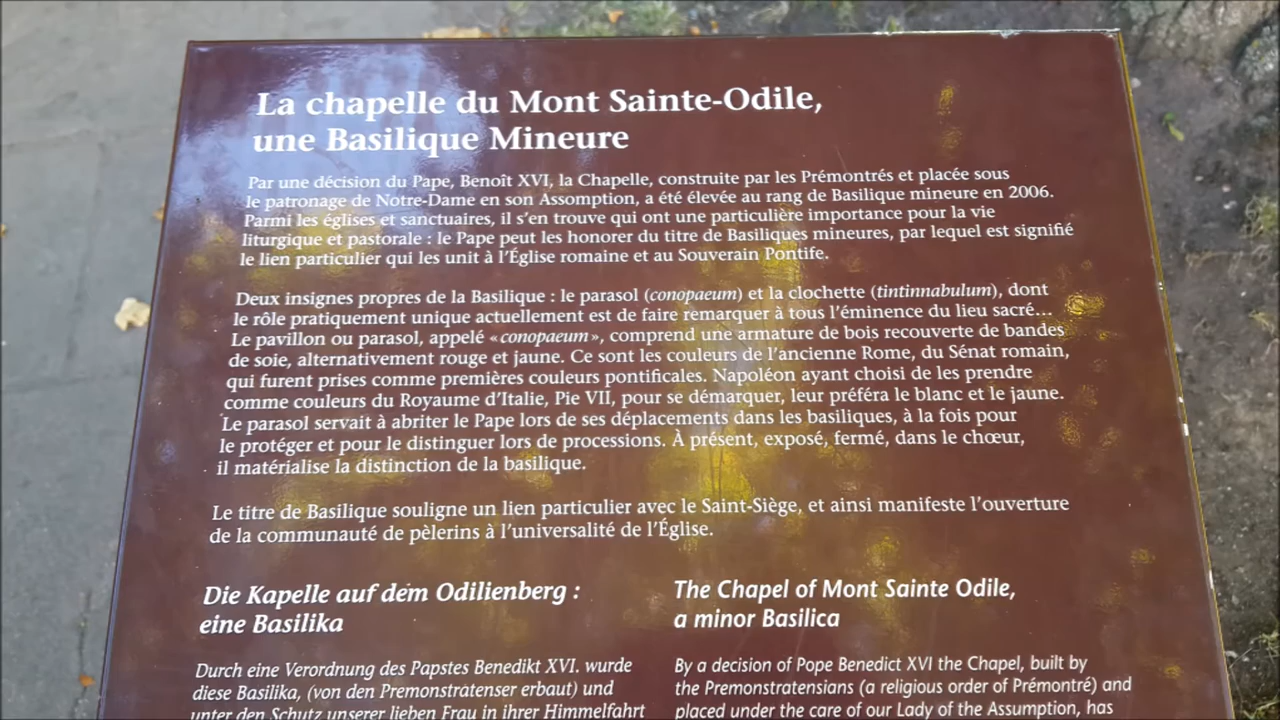 La chapelle du Mont Sainte-Odile,
une Basilique Mineure
Par une décision du Pape, Benoît XVI, la Chapelle, construite par les Prémontrés et placée sous
le patronage de Notre-Dame en son Assomption, a été élevée au rang de Basilique mineure en 2006.
Parmi les églises et sanctuaires, il s'en trouve qui ont une particulière importance pour la vie
liturgique et pastorale : le Pape peut les honorer du titre de Basiliques mineures, par lequel est signifié
le lien particulier qui les unit à l'Église romaine et au Souverain Pontife.
Deux insignes propres de la Basilique : le parasol (conopaeum) et la clochette (tintinnabulum), dont
le rôle pratiquement unique actuellement est de faire remarquer à tous l'éminence du lieu sacré…
Le pavillon ou parasol, appelé «conopaeum», comprend une armature de bois recouverte de bandes
de soie, alternativement rouge et jaune. Ce sont les couleurs de l'ancienne Rome, du Sénat romain,
qui furent prises comme premières couleurs pontificales. Napoléon ayant choisi de les prendre
comme couleurs du Royaume d'Italie, Pie VII, pour se démarquer, leur préféra le blanc et le jaune.
Le parasol servait à abriter le Pape lors de ses déplacements dans les basiliques, à la fois pour
le protéger et pour le distinguer lors de processions. À présent, exposé, fermé, dans le chœur,
il matérialise la distinction de la basilique.
Le titre de Basilique souligne un lien particulier avec le Saint-Siège, et ainsi manifeste l'ouverture
de la communauté de pèlerins à l'universalité de l'Église.
Die Kapelle auf dem Odilienberg :
eine Basilika
Durch eine Verordnung des Papstes Benedikt XVI. wurde
diese Basilika, (von den Premonstratenser erbaut) und
unter den Schutz unserer lieben Frau in ihrer Himmelfahrt
The Chapel of Mont Sainte Odile,
a minor Basilica
By a decision of Pope Benedict XVI the Chapel, built by
the Premonstratensians (a religious order of Prémontré) and
placed under the care of our Lady of the Assumption, has